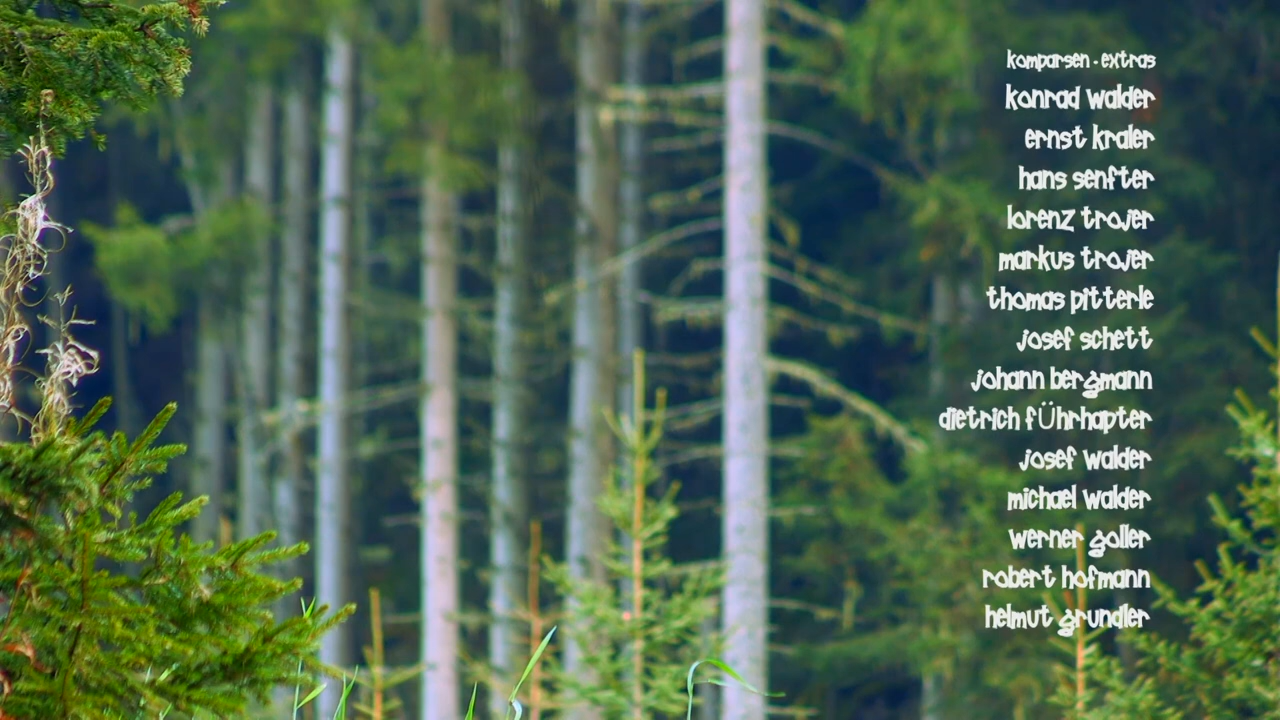 komparsen - extras
konrad walder
ernst kraler
hans senfter
lorenz trojer
markus trojer
thomas pitterle
josef schett
johann bergmann
dietrich fÜhrhapter
josef walder
michael walder
werner goller
robert hofmann
helmut grundler